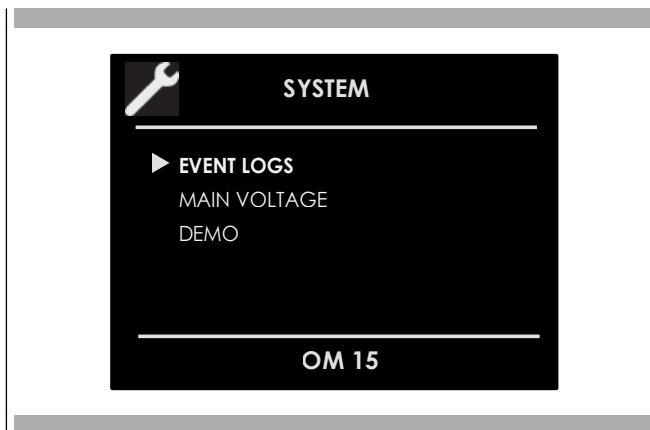 SYSTEM
EVENT LOGS
MAIN VOLTAGE
DEMO
OM 15